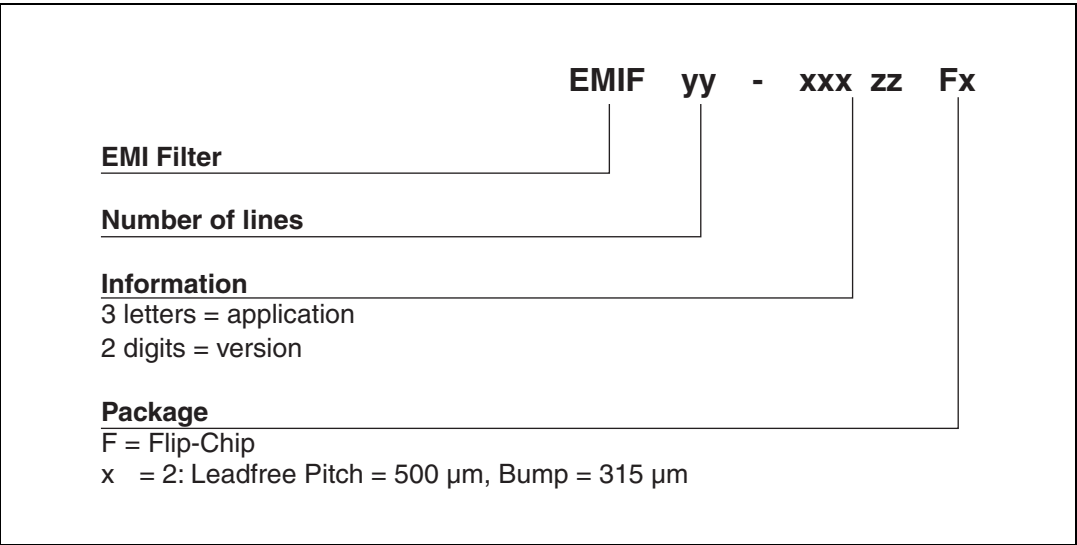 EMIF yy - xxx zz Fx
EMI Filter
Number of lines
Information
3 letters = application
2 digits = version
Package
F = Flip-Chip
x = 2: Leadfree Pitch = 500 µm, Bump = 315 µm